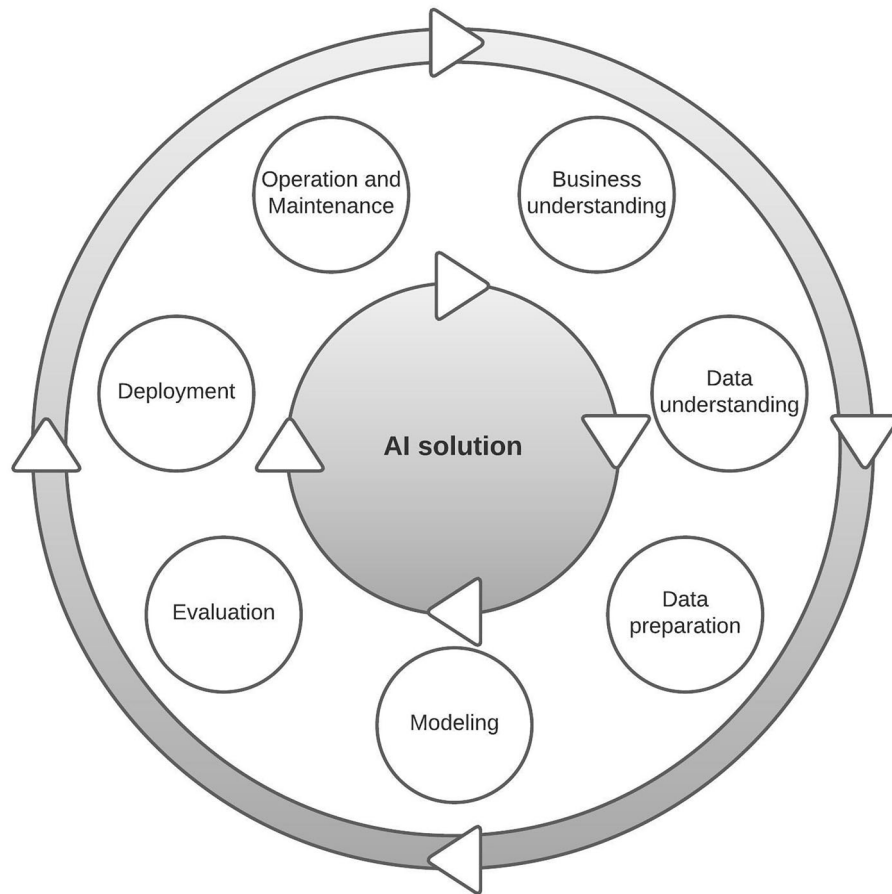 Operation and
Maintenance
Business
understanding
Deployment
AI solution
Data
understanding
Evaluation
Data
preparation
Modeling